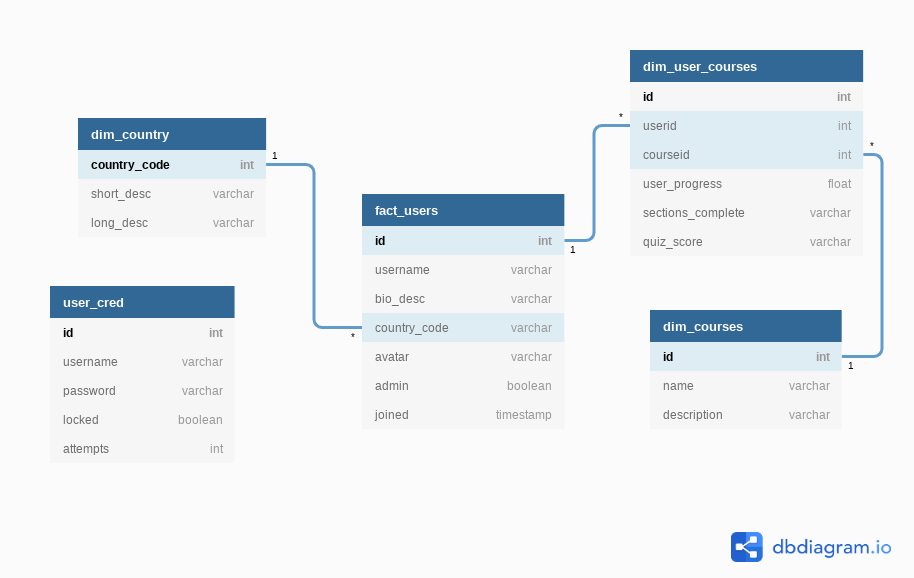 dim_country
country_code int
short_desc varchar
long_desc varchar
1
user_cred
id int
username varchar
password varchar
locked boolean
attempts int
fact_users
id int
username varchar
bio_desc varchar
country_code varchar
avatar varchar
admin boolean
joined timestamp
*
1
dim_user_courses
id int
userid int
courseid int
user_progress float
sections_complete varchar
quiz_score varchar
*
*
dim_courses
id int
name varchar
description varchar
1
dbdiagram.io